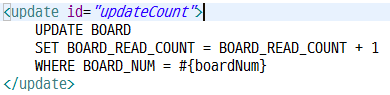 <update id="updateCount">
UPDATE BOARD
SET BOARD_READ_COUNT = BOARD_READ_COUNT + 1
WHERE BOARD_NUM = #{boardNum}
</update>